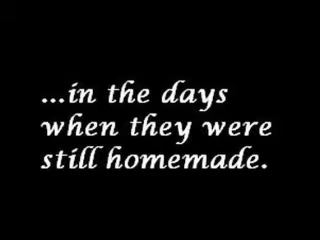 ...in the days
when they were
still homemade.